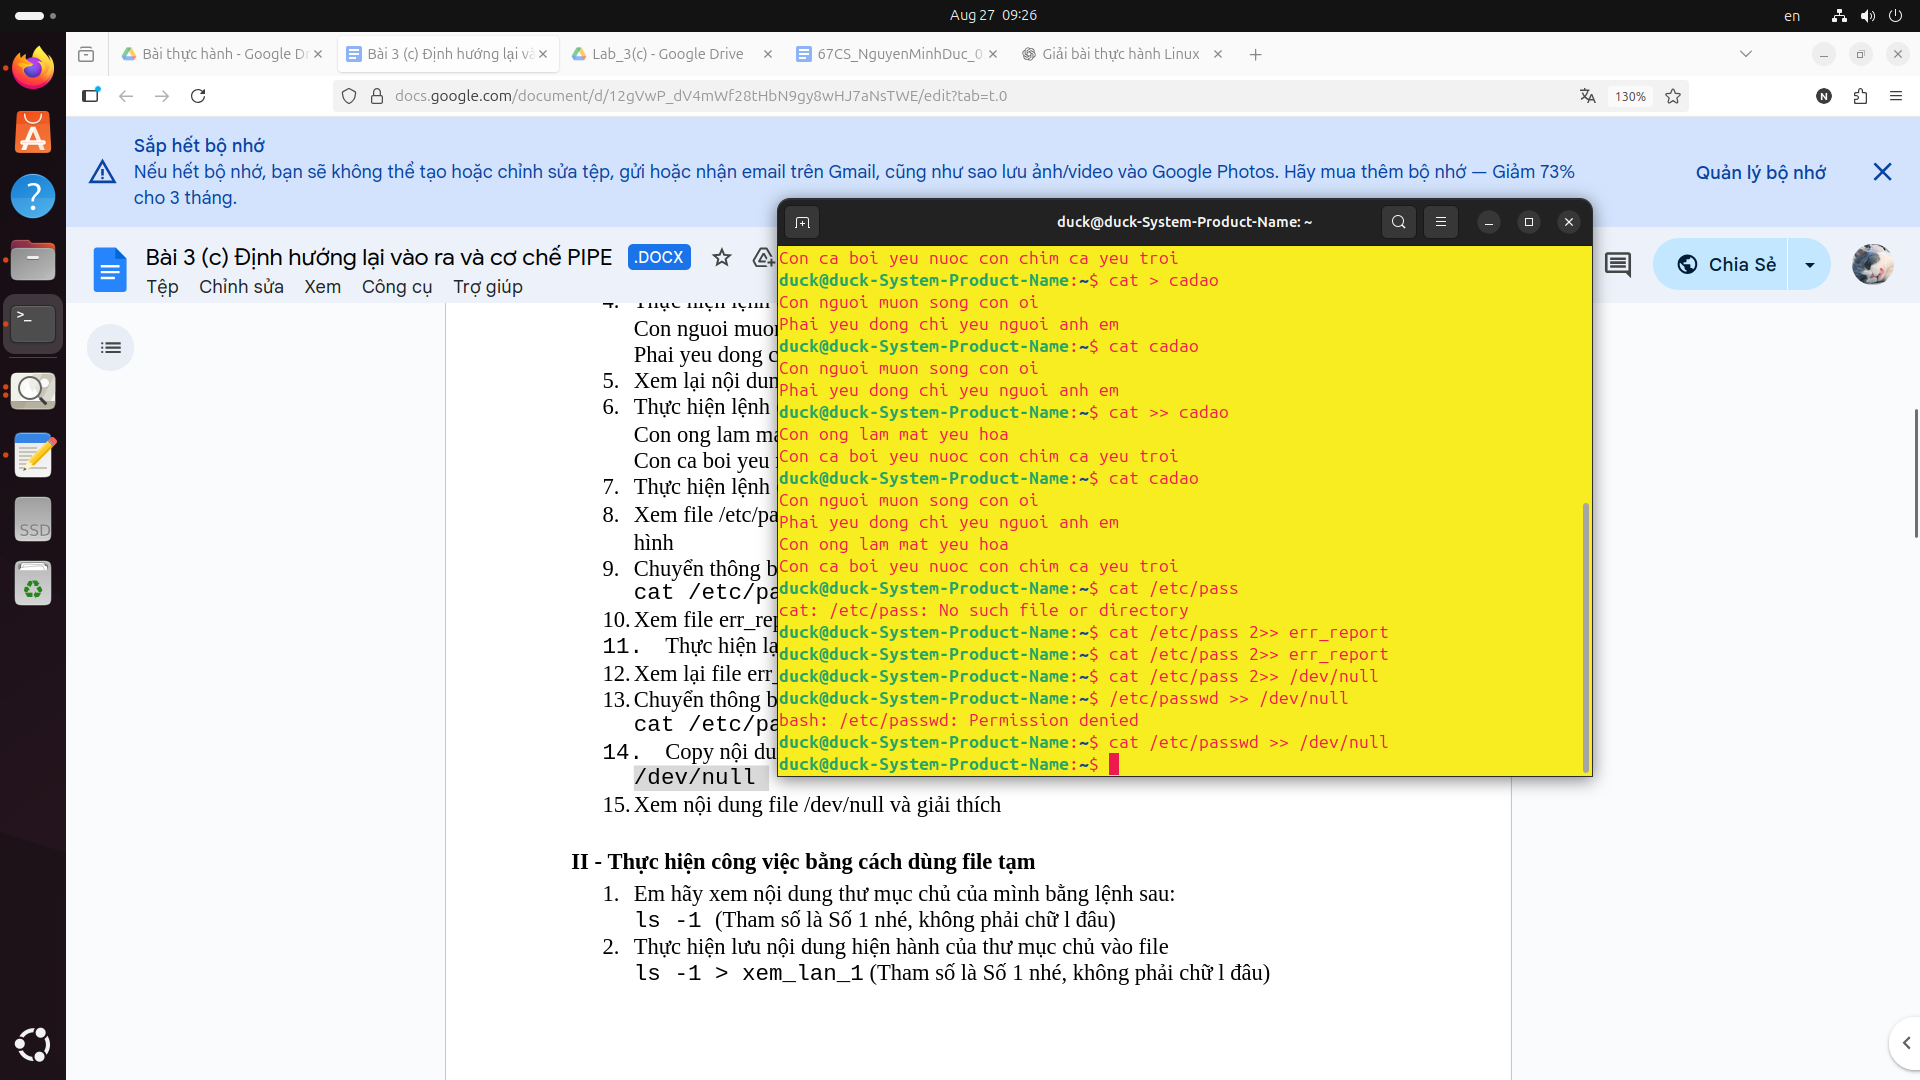 Aug 27 09:26
en
Bài thực hành - Google Dr
Bài 3 (c) Định hướng lại và
Lab_3(c) - Google Drive
67CS_NguyenMinhDuc_0
Giải bài thực hành Linux
docs.google.com/document/d/12gVwP_dV4mWf28tHbN9gy8wHJ7aNsTWE/edit?tab=t.0
130%
N
Sắp hết bộ nhớ
Nếu hết bộ nhớ, bạn sẽ không thể tạo hoặc chỉnh sửa tệp, gửi hoặc nhận email trên Gmail, cũng như sao lưu ảnh/video vào Google Photos. Hãy mua thêm bộ nhớ — Giảm 73%
cho 3 tháng.
Quản lý bộ nhớ
Bài 3 (c) Định hướng lại vào ra và cơ chế PIPE
.DOCX
Tệp Chỉnh sửa Xem Công cụ Trợ giúp
Chia Sẻ
4. Thực hiện lệnh
Con nguoi muon
Phai yeu dong c
5. Xem lại nội dun
6. Thực hiện lệnh
Con ong lam ma
Con ca boi yeu
7. Thực hiện lệnh
8. Xem file /etc/pa
hình
9. Chuyển thông b
cat /etc/pa
10. Xem file err_rep
11. Thực hiện lạ
12. Xem lại file err_
13. Chuyển thông b
cat /etc/pa
14. Copy nội du
/dev/null
15. Xem nội dung file /dev/null và giải thích
II - Thực hiện công việc bằng cách dùng file tạm
1. Em hãy xem nội dung thư mục chủ của mình bằng lệnh sau:
ls -1 (Tham số là Số 1 nhé, không phải chữ l đâu)
2. Thực hiện lưu nội dung hiện hành của thư mục chủ vào file
ls -1 > xem_lan_1 (Tham số là Số 1 nhé, không phải chữ l đâu)
duck@duck-System-Product-Name: ~
Con ca boi yeu nuoc con chim ca yeu troi
duck@duck-System-Product-Name:~$ cat > cadao
Con nguoi muon song con oi
Phai yeu dong chi yeu nguoi anh em
duck@duck-System-Product-Name:~$ cat cadao
Con nguoi muon song con oi
Phai yeu dong chi yeu nguoi anh em
duck@duck-System-Product-Name:~$ cat >> cadao
Con ong lam mat yeu hoa
Con ca boi yeu nuoc con chim ca yeu troi
duck@duck-System-Product-Name:~$ cat cadao
Con nguoi muon song con oi
Phai yeu dong chi yeu nguoi anh em
Con ong lam mat yeu hoa
Con ca boi yeu nuoc con chim ca yeu troi
duck@duck-System-Product-Name:~$ cat /etc/pass
cat: /etc/pass: No such file or directory
duck@duck-System-Product-Name:~$ cat /etc/pass 2>> err_report
duck@duck-System-Product-Name:~$ cat /etc/pass 2>> err_report
duck@duck-System-Product-Name:~$ cat /etc/pass 2>> /dev/null
duck@duck-System-Product-Name:~$ /etc/passwd >> /dev/null
bash: /etc/passwd: Permission denied
duck@duck-System-Product-Name:~$ cat /etc/passwd >> /dev/null
duck@duck-System-Product-Name:~$
SSD